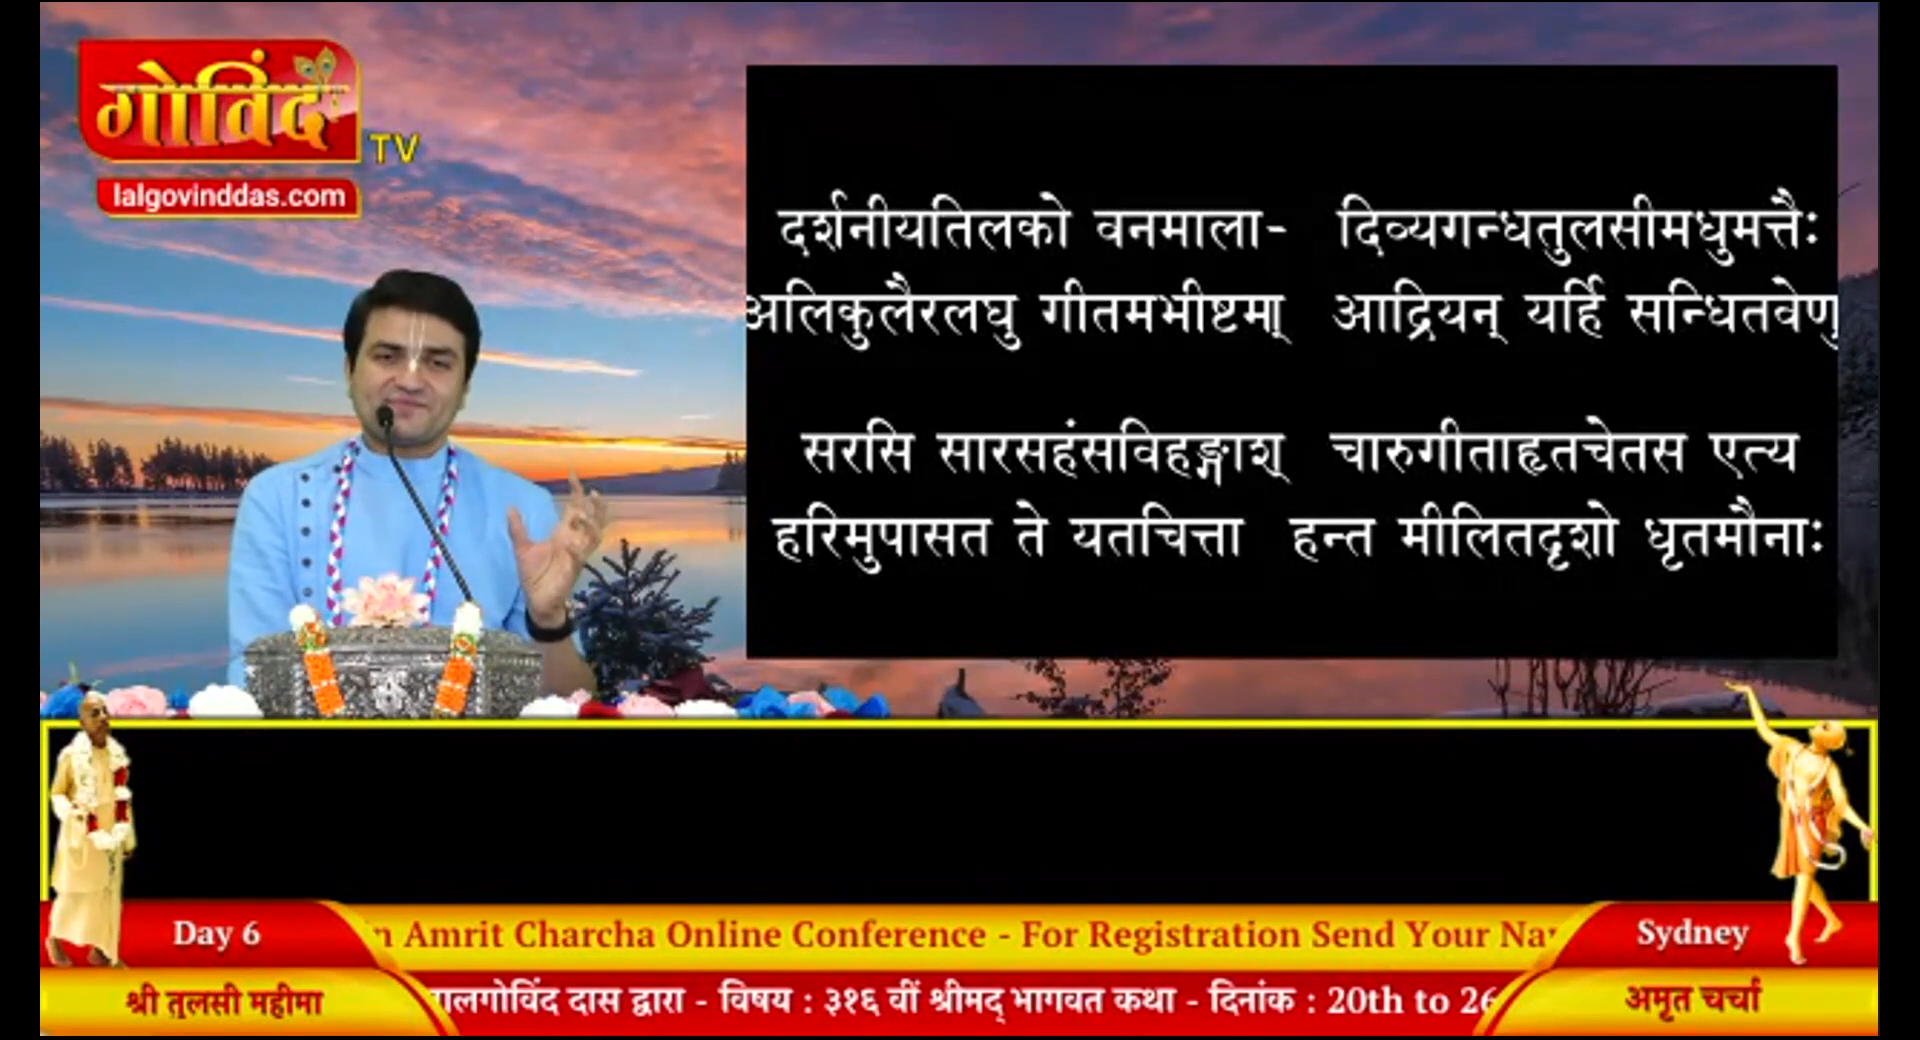 गोविंद
TV
lalgovinddas.com
दर्शनीयतिलको वनमाला- दिव्यगन्धतुलसीमधुमत्तैः
अलिकुलैरलघु गीतमभीष्टम् आद्रियन् यर्हि सन्धितवेणु
सरसि सारसहंसविहङ्गाश् चारुगीताहृतचेतस एत्य
हरिमुपासत ते यतचित्ता हन्त मीलितदृशो धृतमौनाः
Day 6
n Amrit Charcha Online Conference - For Registration Send Your Na
Sydney
श्री तुलसी महीमा
लालगोविंद दास द्वारा - विषय : ३१६ वीं श्रीमद् भागवत कथा - दिनांक : 20th to 26
अमृत चर्चा